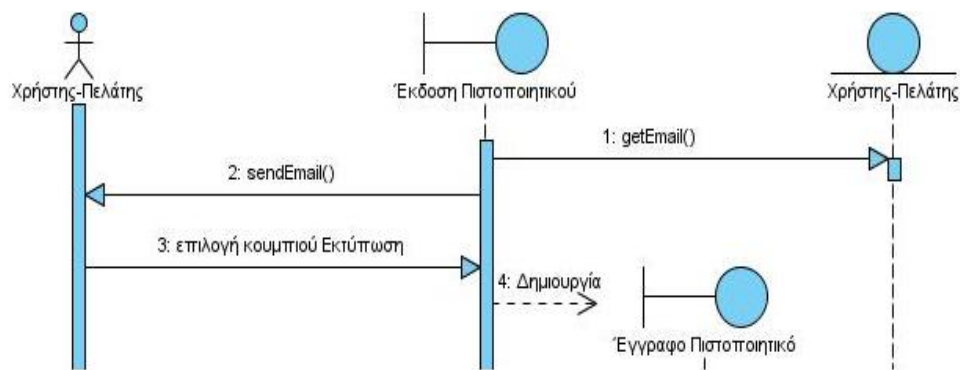 Χρήστης-Πελάτης
Έκδοση Πιστοποιητικού
Χρήστης-Πελάτης
1: getEmail()
2: sendEmail()
3: επιλογή κουμπιού Εκτύπωση
4: Δημιουργία
Έγγραφο Πιστοποιητικό